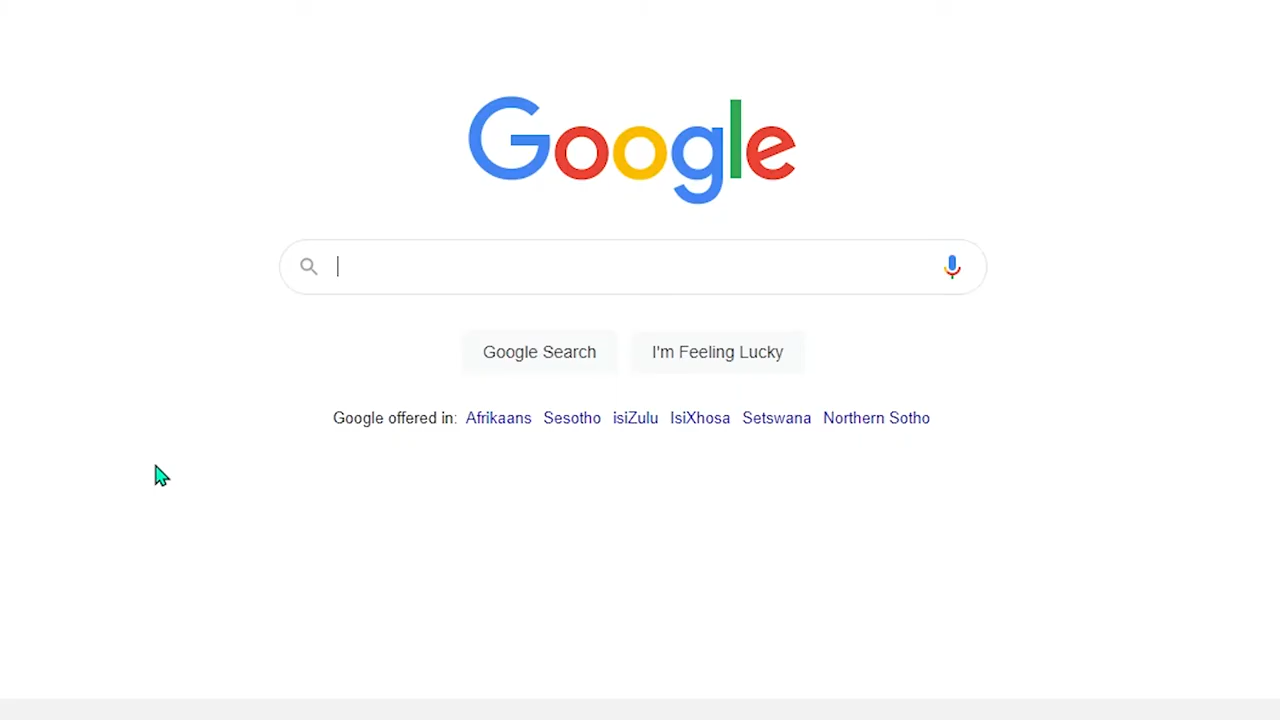 Google
Google Search I'm Feeling Lucky
Google offered in: Afrikaans Sesotho isiZulu IsiXhosa Setswana Northern Sotho